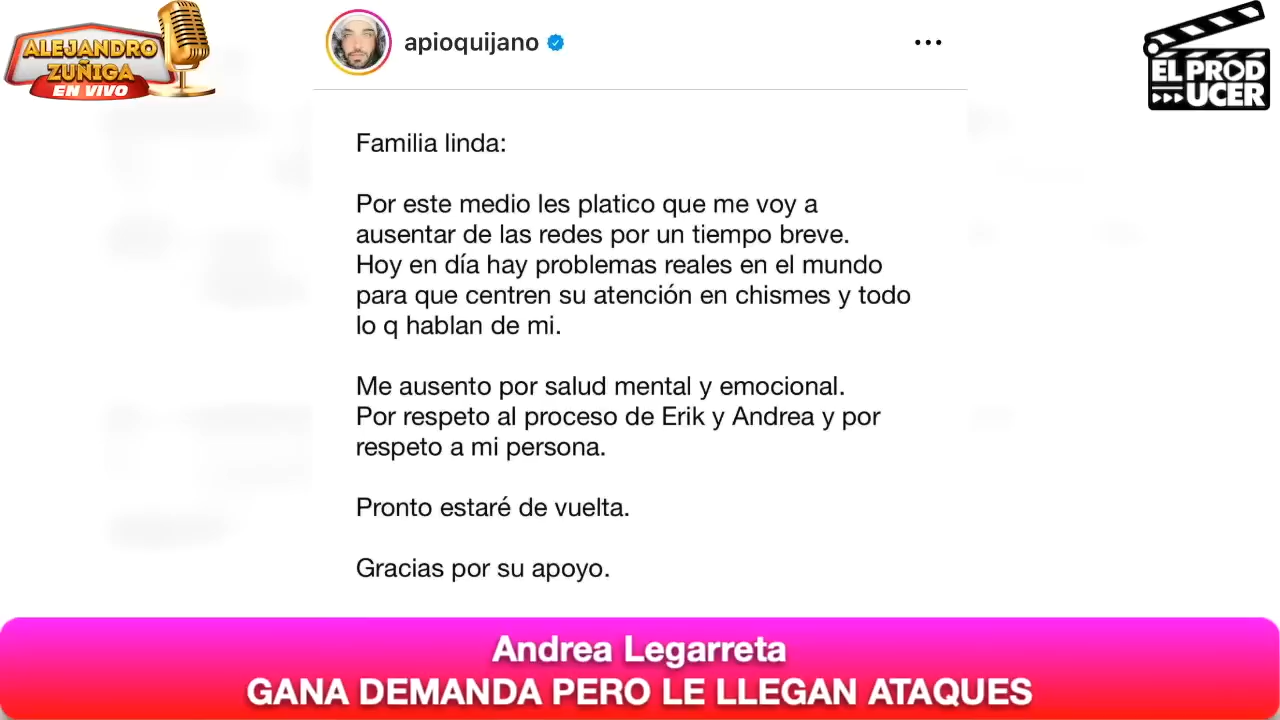 ALEJANDRO
ZUÑIGA
EN VIVO
apioquijano
EL PROD
UCER
Familia linda:
Por este medio les platico que me voy a
ausentar de las redes por un tiempo breve.
Hoy en día hay problemas reales en el mundo
para que centren su atención en chismes y todo
lo q hablan de mi.
Me ausento por salud mental y emocional.
Por respeto al proceso de Erik y Andrea y por
respeto a mi persona.
Pronto estaré de vuelta.
Gracias por su apoyo.
Andrea Legarreta
GANA DEMANDA PERO LE LLEGAN ATAQUES